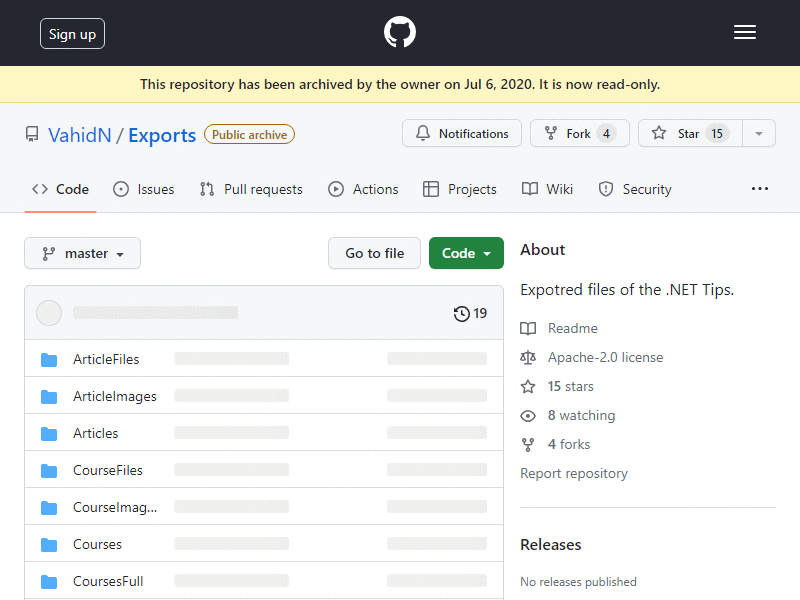 Sign up
This repository has been archived by the owner on Jul 6, 2020. It is now read-only.
VahidN / Exports Public archive
Notifications Fork 4 Star 15
Code Issues Pull requests Actions Projects Wiki Security
master Go to file Code
19
ArticleFiles
ArticleImages
Articles
CourseFiles
CourseImag...
Courses
CoursesFull
About
Expotred files of the .NET Tips.
Readme
Apache-2.0 license
15 stars
8 watching
4 forks
Report repository
Releases
No releases published